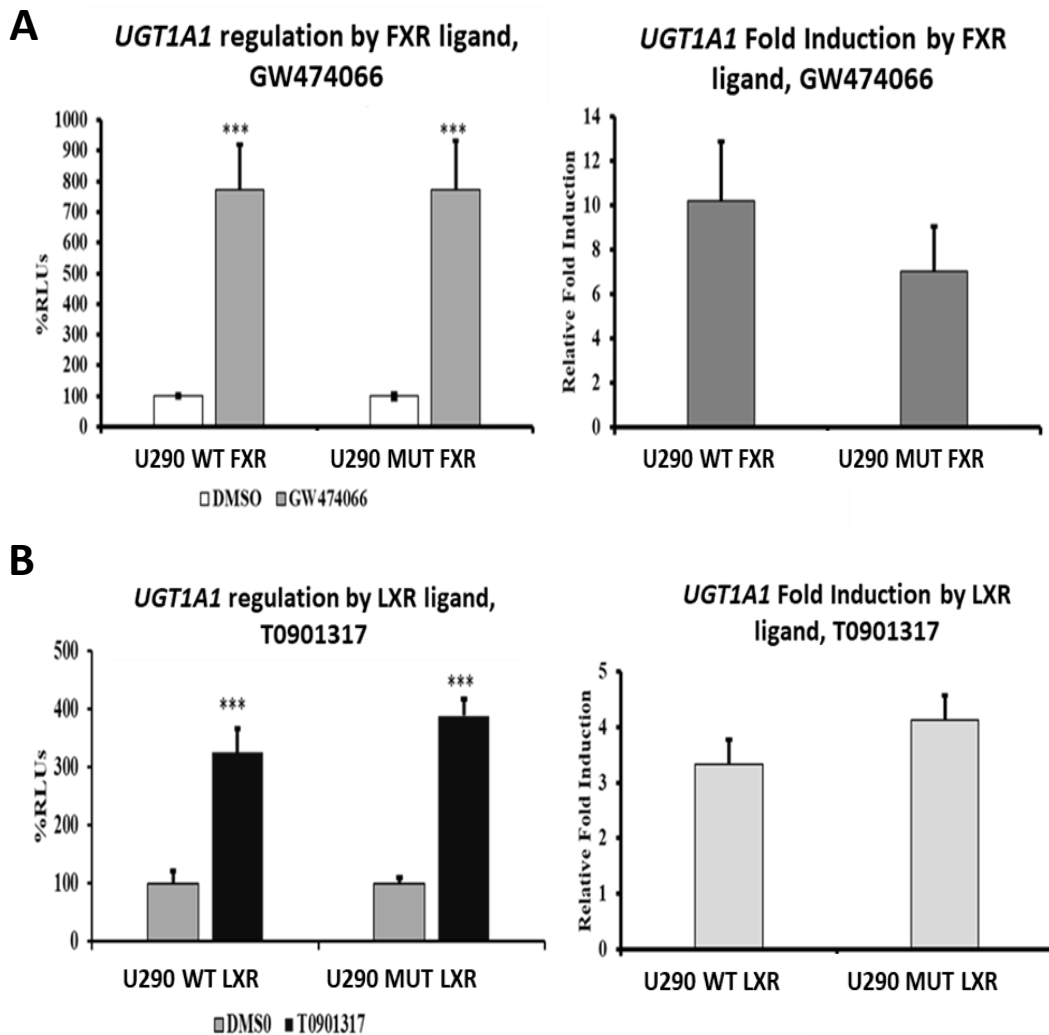 A
UGT1A1 regulation by FXR ligand,
GW474066
%RLUs
1000
900
800
700
600
500
400
300
200
100
0
***
***
U290 WT FXR
U290 MUT FXR
DMSO
GW474066
UGT1A1 Fold Induction by FXR
ligand, GW474066
Relative Fold Induction
14
12
10
8
6
4
2
0
U290 WT FXR
U290 MUT FXR
B
UGT1A1 regulation by LXR ligand,
T0901317
%RLUs
500
400
300
200
100
0
***
***
U290 WT LXR
U290 MUT LXR
DMS0
T0901317
UGT1A1 Fold Induction by LXR
ligand, T0901317
Relative Fold Induction
5
4
3
2
1
0
U290 WT LXR
U290 MUT LXR